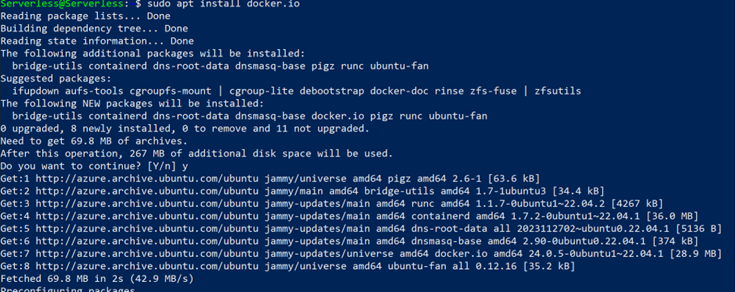 Serverless@Serverless: $ sudo apt install docker.io
Reading package lists... Done
Building dependency tree... Done
Reading state information... Done
The following additional packages will be installed:
  bridge-utils containerd dns-root-data dnsmasq-base pigz runc ubuntu-fan
Suggested packages:
  ifupdown aufs-tools cgroupfs-mount | cgroup-lite debootstrap docker-doc rinse zfs-fuse | zfsutils
The following NEW packages will be installed:
  bridge-utils containerd dns-root-data dnsmasq-base docker.io pigz runc ubuntu-fan
0 upgraded, 8 newly installed, 0 to remove and 11 not upgraded.
Need to get 69.8 MB of archives.
After this operation, 267 MB of additional disk space will be used.
Do you want to continue? [Y/n] y
Get:1 http://azure.archive.ubuntu.com/ubuntu jammy/universe amd64 pigz amd64 2.6-1 [63.6 kB]
Get:2 http://azure.archive.ubuntu.com/ubuntu jammy/main amd64 bridge-utils amd64 1.7-1ubuntu3 [34.4 kB]
Get:3 http://azure.archive.ubuntu.com/ubuntu jammy-updates/main amd64 runc amd64 1.1.7-0ubuntu1~22.04.2 [4267 kB]
Get:4 http://azure.archive.ubuntu.com/ubuntu jammy-updates/main amd64 containerd amd64 1.7.2-0ubuntu1~22.04.1 [36.0 MB]
Get:5 http://azure.archive.ubuntu.com/ubuntu jammy-updates/main amd64 dns-root-data all 2023112702~ubuntu0.22.04.1 [5136 B]
Get:6 http://azure.archive.ubuntu.com/ubuntu jammy-updates/main amd64 dnsmasq-base amd64 2.90-0ubuntu0.22.04.1 [374 kB]
Get:7 http://azure.archive.ubuntu.com/ubuntu jammy-updates/universe amd64 docker.io amd64 24.0.5-0ubuntu1~22.04.1 [28.9 MB]
Get:8 http://azure.archive.ubuntu.com/ubuntu jammy/universe amd64 ubuntu-fan all 0.12.16 [35.2 kB]
Fetched 69.8 MB in 2s (42.9 MB/s)
Preconfiguring packages